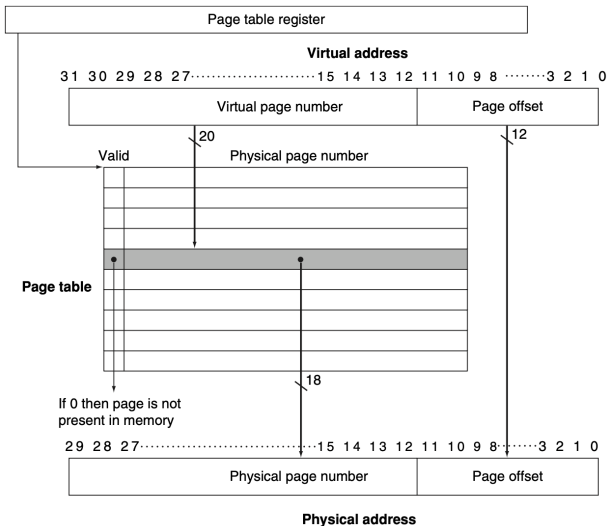 Page table register
Virtual address
31 30 29 28 27·····························15 14 13 12 11 10 9 8 ·······3 2 1 0
Virtual page number Page offset
20 12
Valid Physical page number
Page table
18
If 0 then page is not
present in memory
29 28 27·····································15 14 13 12 11 10 9 8·······3 2 1 0
Physical page number Page offset
Physical address